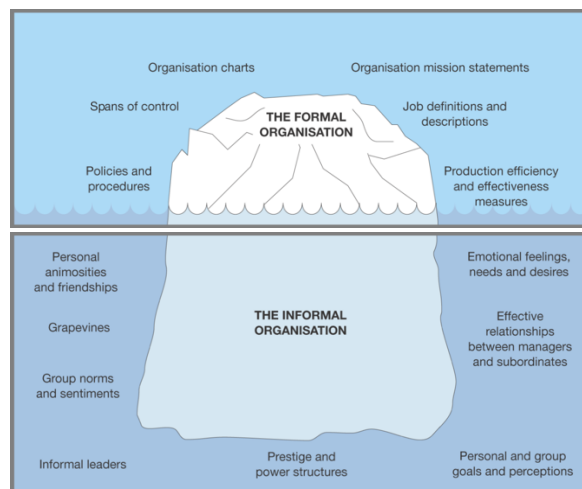 Organisation charts
Organisation mission statements
Spans of control
THE FORMAL
ORGANISATION
Job definitions and
descriptions
Policies and
procedures
Production efficiency
and effectiveness
measures
Personal
animosities
and friendships
Emotional feelings,
needs and desires
Grapevines
THE INFORMAL
ORGANISATION
Effective
relationships
between managers
and subordinates
Group norms
and sentiments
Informal leaders
Prestige and
power structures
Personal and group
goals and perceptions